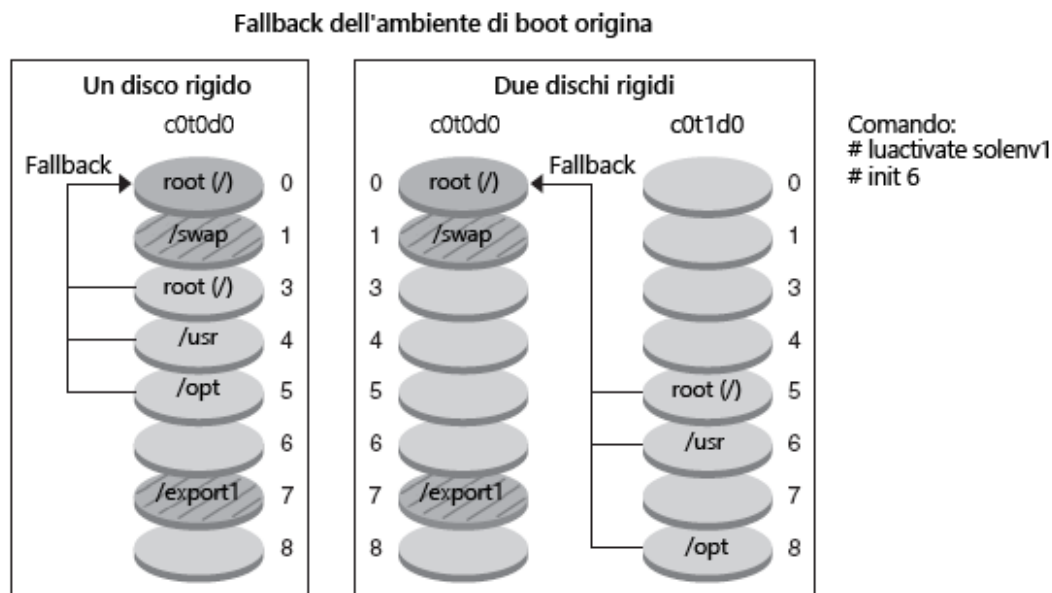 Fallback dell'ambiente di boot origina
Un disco rigido
c0t0d0
Fallback
root (/) 0
/swap 1
root (/) 3
/usr 4
/opt 5
6
/export1 7
8
Due dischi rigidi
c0t0d0
c0t1d0
Fallback
0 root (/) 0
1 /swap 1
3 3
4 4
5 root (/) 5
6 /usr 6
7 /export1 7
8 /opt 8
Comando:
# luactivate solenv1
# init 6